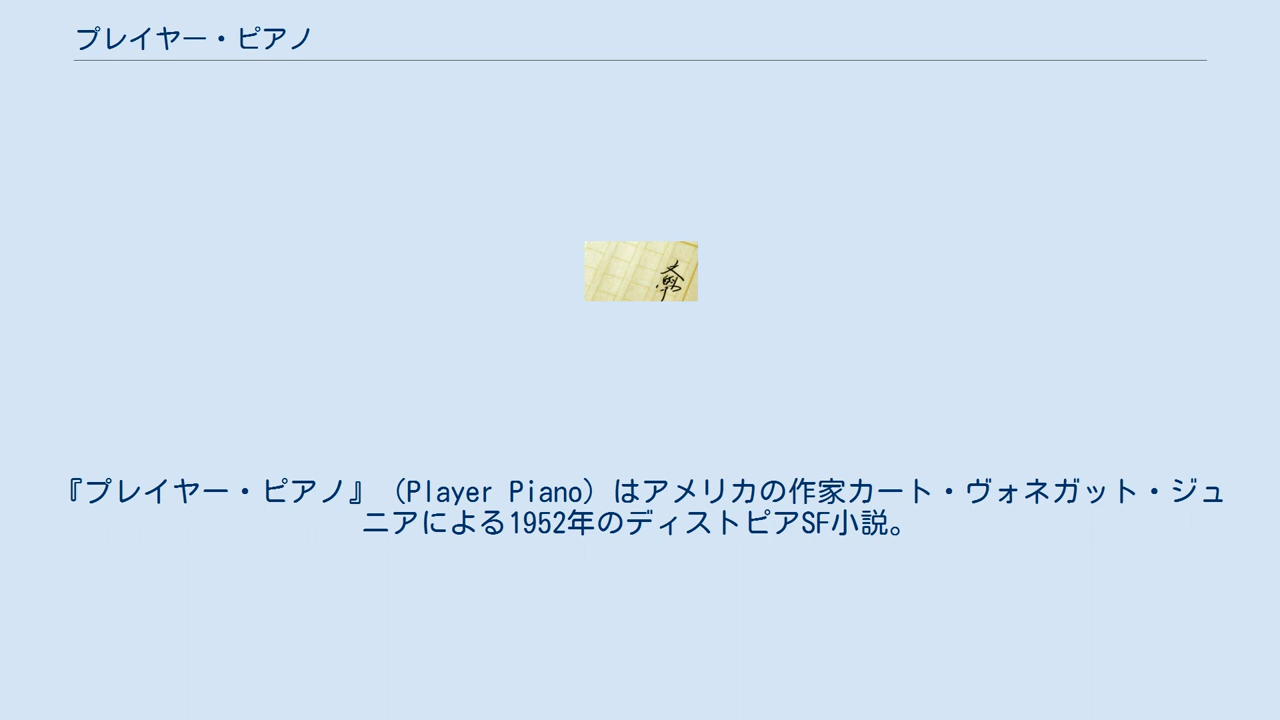 プレイヤー・ピアノ
『プレイヤー・ピアノ』（Player Piano）はアメリカの作家カート・ヴォネガット・ジュ
ニアによる1952年のディストピアSF小説。